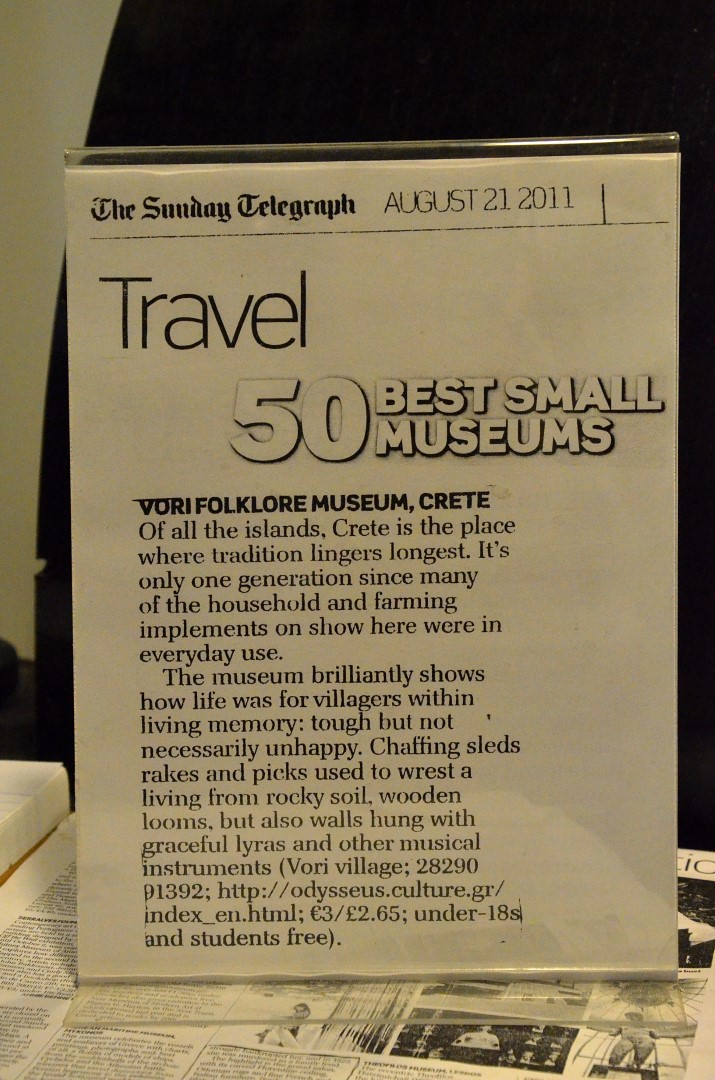 The Sunday Telegraph AUGUST 21 2011
Travel
50 BEST SMALL
MUSEUMS
VORI FOLKLORE MUSEUM, CRETE
Of all the islands, Crete is the place
where tradition lingers longest. It's
only one generation since many
of the household and farming
implements on show here were in
everyday use.
The museum brilliantly shows
how life was for villagers within
living memory: tough but not
necessarily unhappy. Chaffing sleds
rakes and picks used to wrest a
living from rocky soil, wooden
looms, but also walls hung with
graceful lyras and other musical
instruments (Vori village; 28290
91392; http://odysseus.culture.gr/
index_en.html; €3/£2.65; under-18s
and students free).